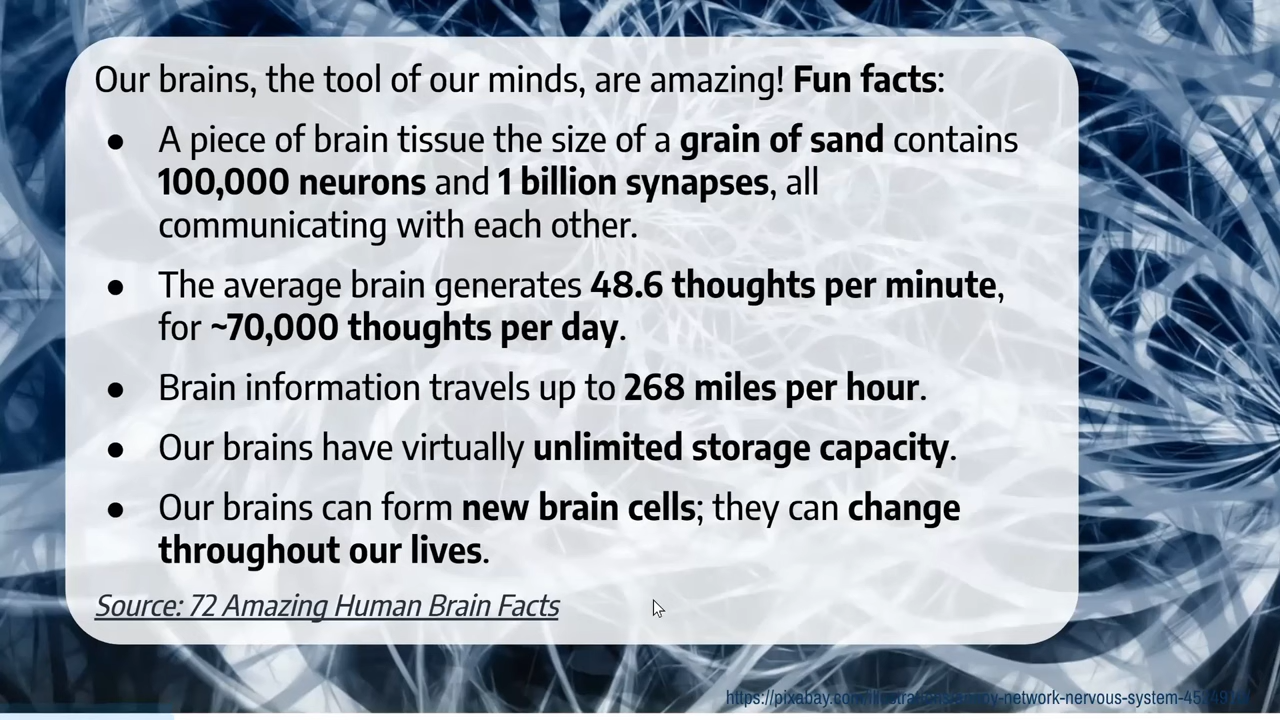 Our brains, the tool of our minds, are amazing! Fun facts:
● A piece of brain tissue the size of a grain of sand contains
100,000 neurons and 1 billion synapses, all
communicating with each other.
● The average brain generates 48.6 thoughts per minute,
for ~70,000 thoughts per day.
● Brain information travels up to 268 miles per hour.
● Our brains have virtually unlimited storage capacity.
● Our brains can form new brain cells; they can change
throughout our lives.
Source: 72 Amazing Human Brain Facts